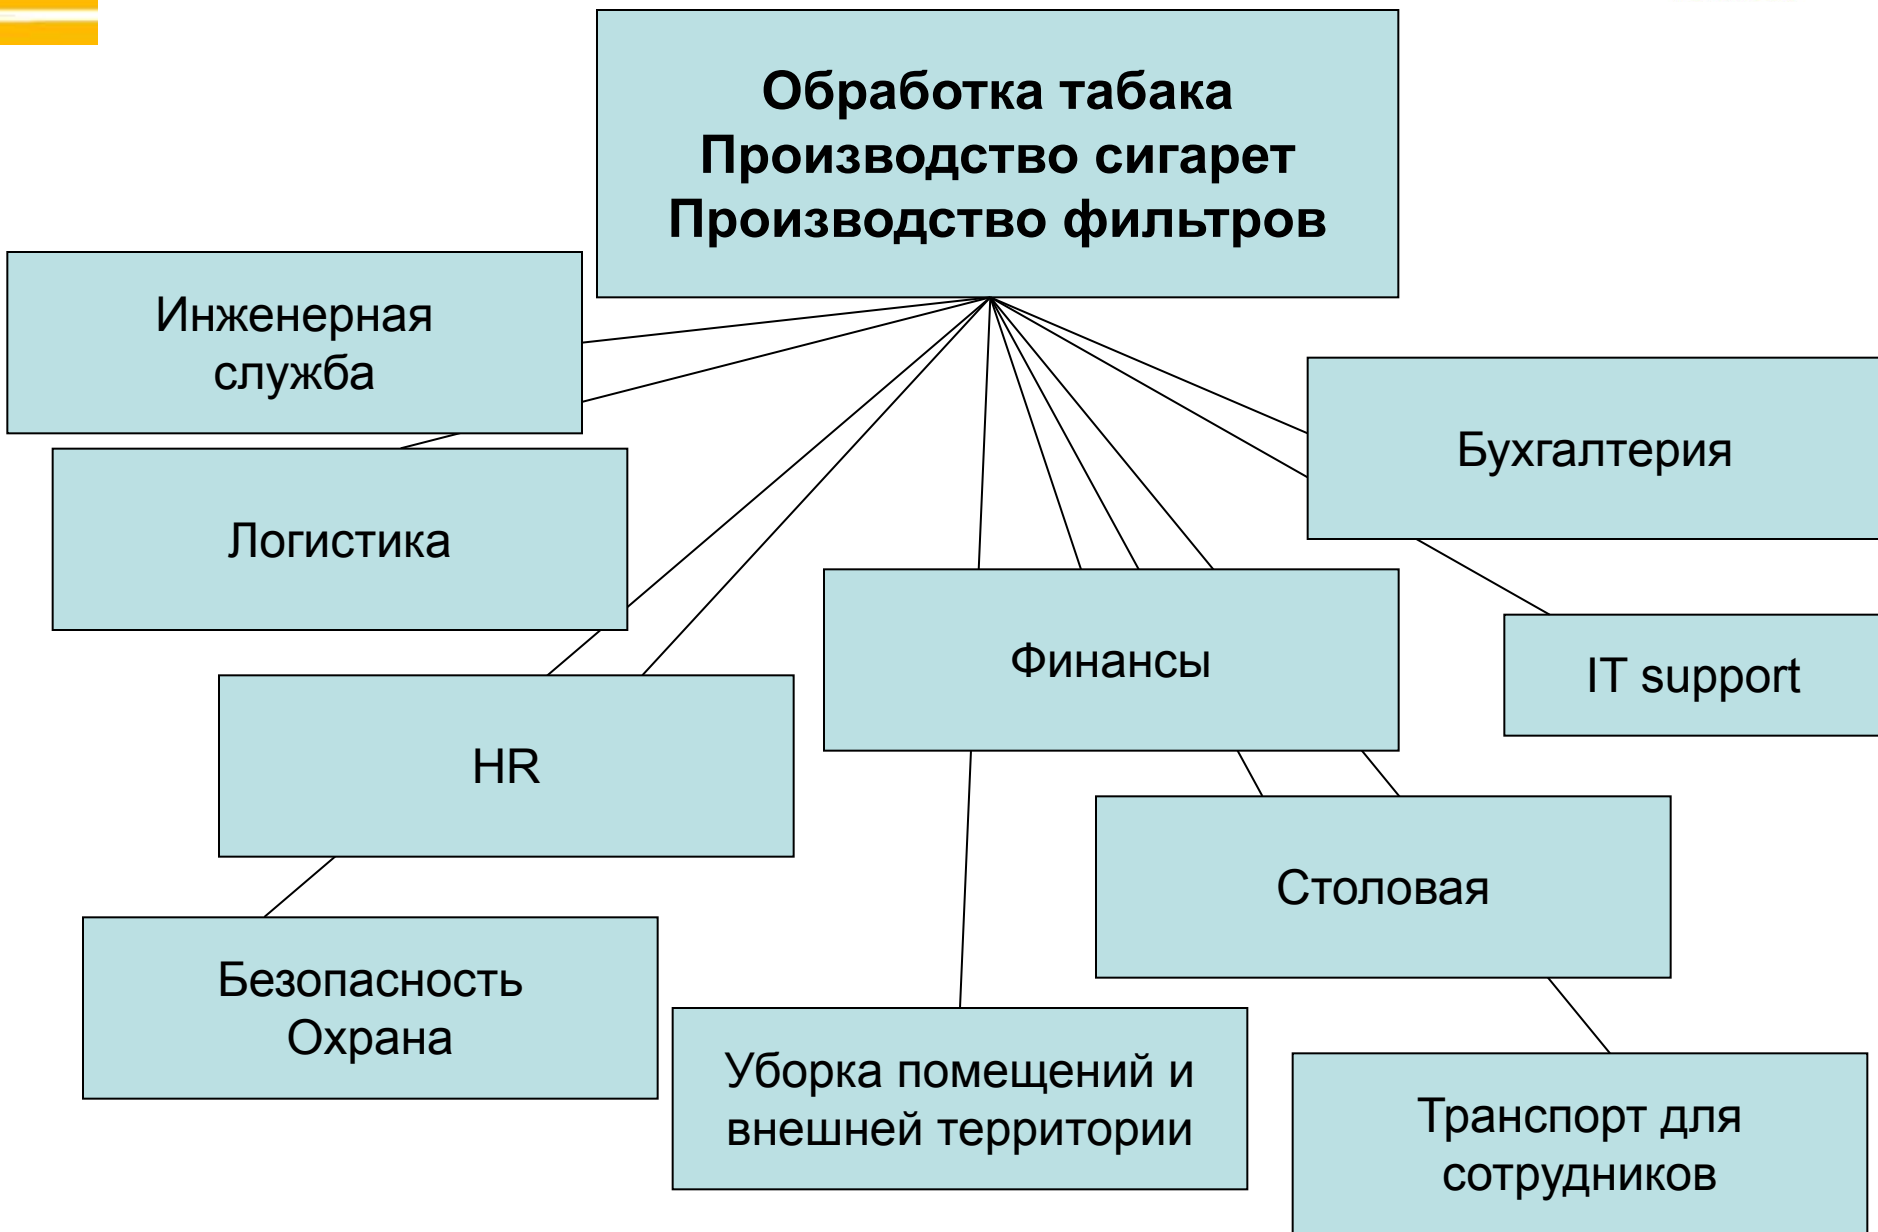 Обработка табака
Производство сигарет
Производство фильтров
Инженерная
служба
Бухгалтерия
Логистика
Финансы
IT support
HR
Столовая
Безопасность
Охрана
Уборка помещений и
внешней территории
Транспорт для
сотрудников